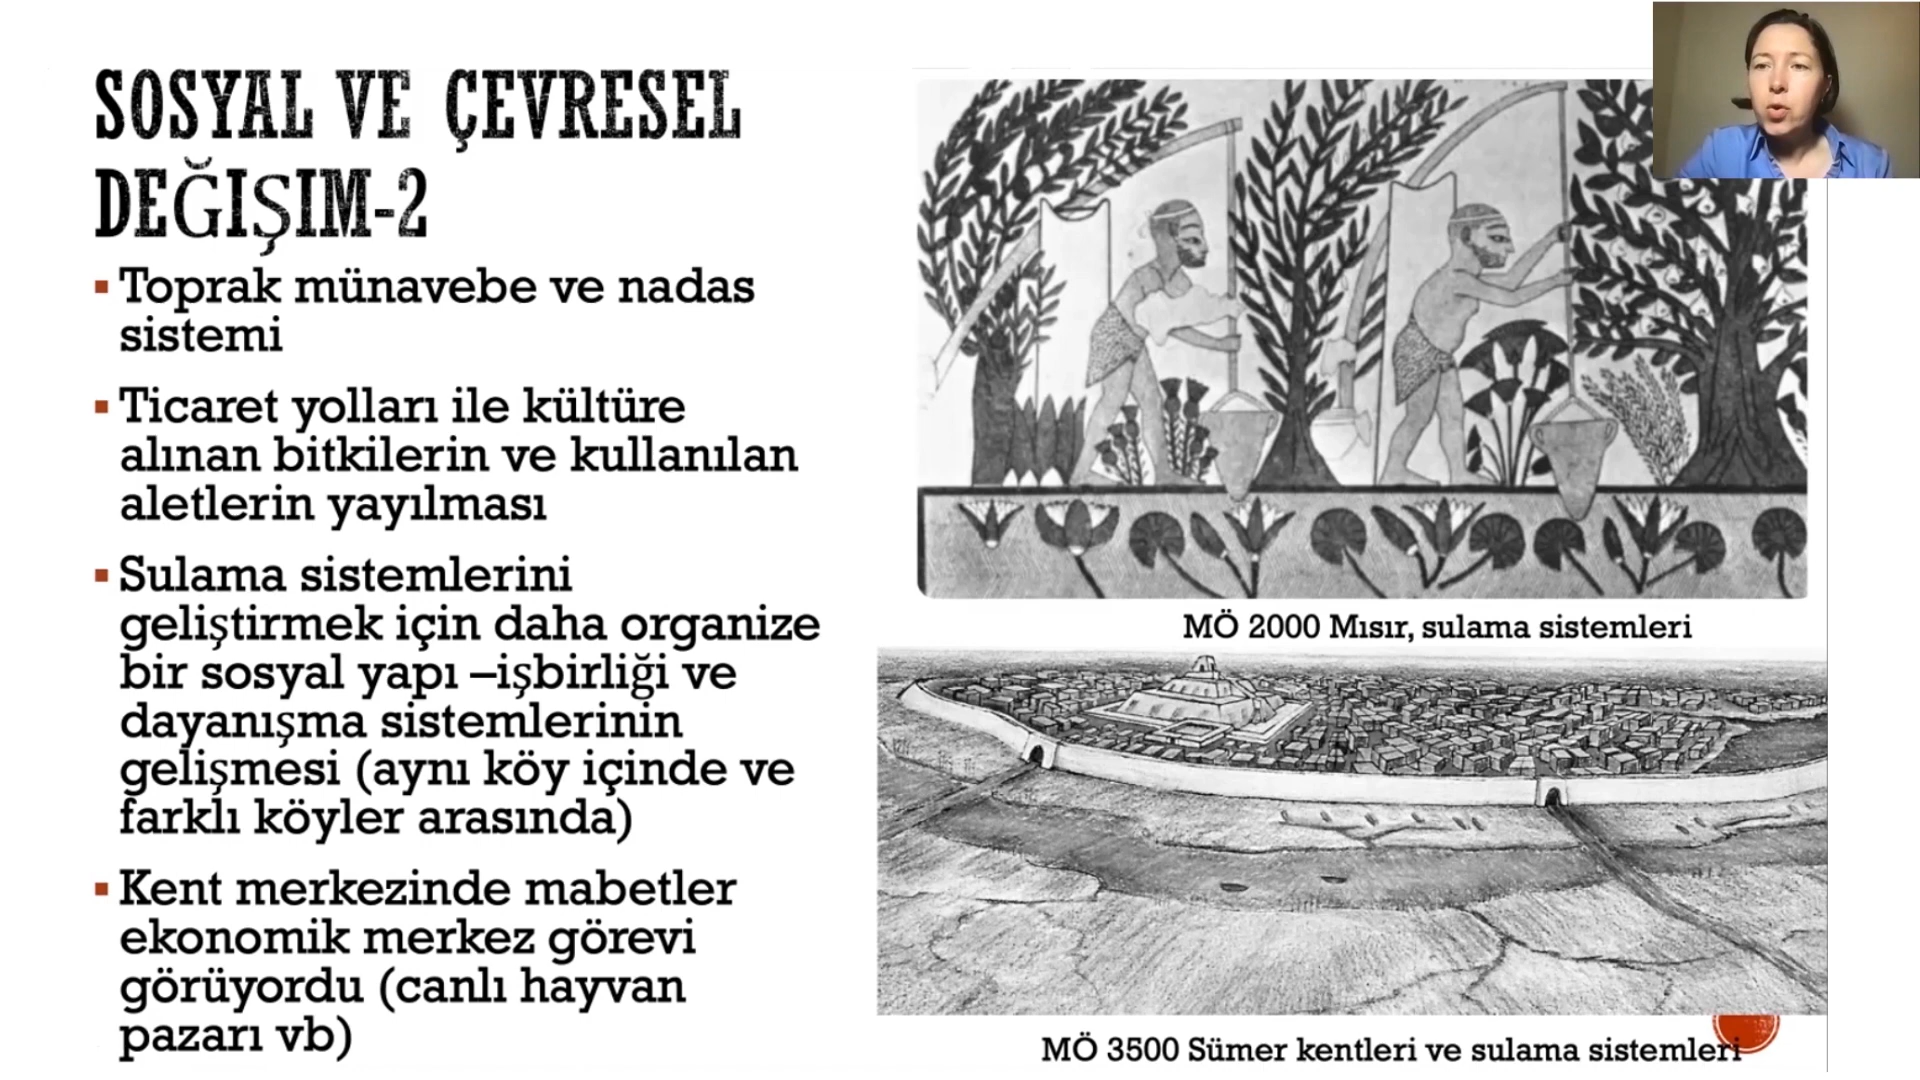 SOSYAL VE ÇEVRESEL
DEĞIŞIM-2
▪ Toprak münavebe ve nadas
sistemi
▪ Ticaret yolları ile kültüre
alınan bitkilerin ve kullanılan
aletlerin yayılması
▪ Sulama sistemlerini
geliştirmek için daha organize
bir sosyal yapı –işbirliği ve
dayanışma sistemlerinin
gelişmesi (aynı köy içinde ve
farklı köyler arasında)
▪ Kent merkezinde mabetler
ekonomik merkez görevi
görüyordu (canlı hayvan
pazarı vb)
MÖ 2000 Mısır, sulama sistemleri
MÖ 3500 Sümer kentleri ve sulama sistemleri